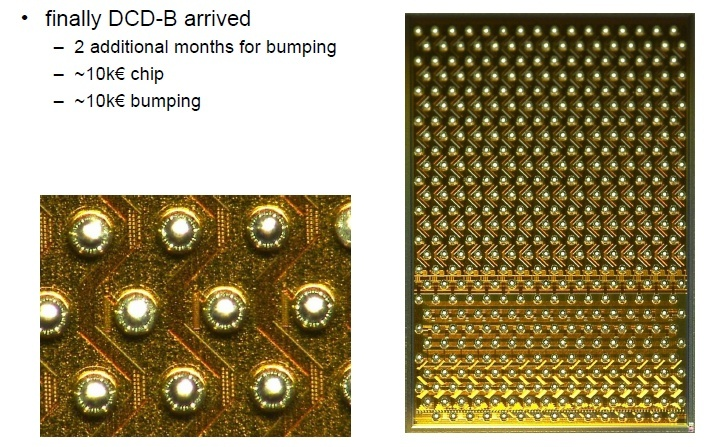 • finally DCD-B arrived
– 2 additional months for bumping
– ~10k€ chip
– ~10k€ bumping